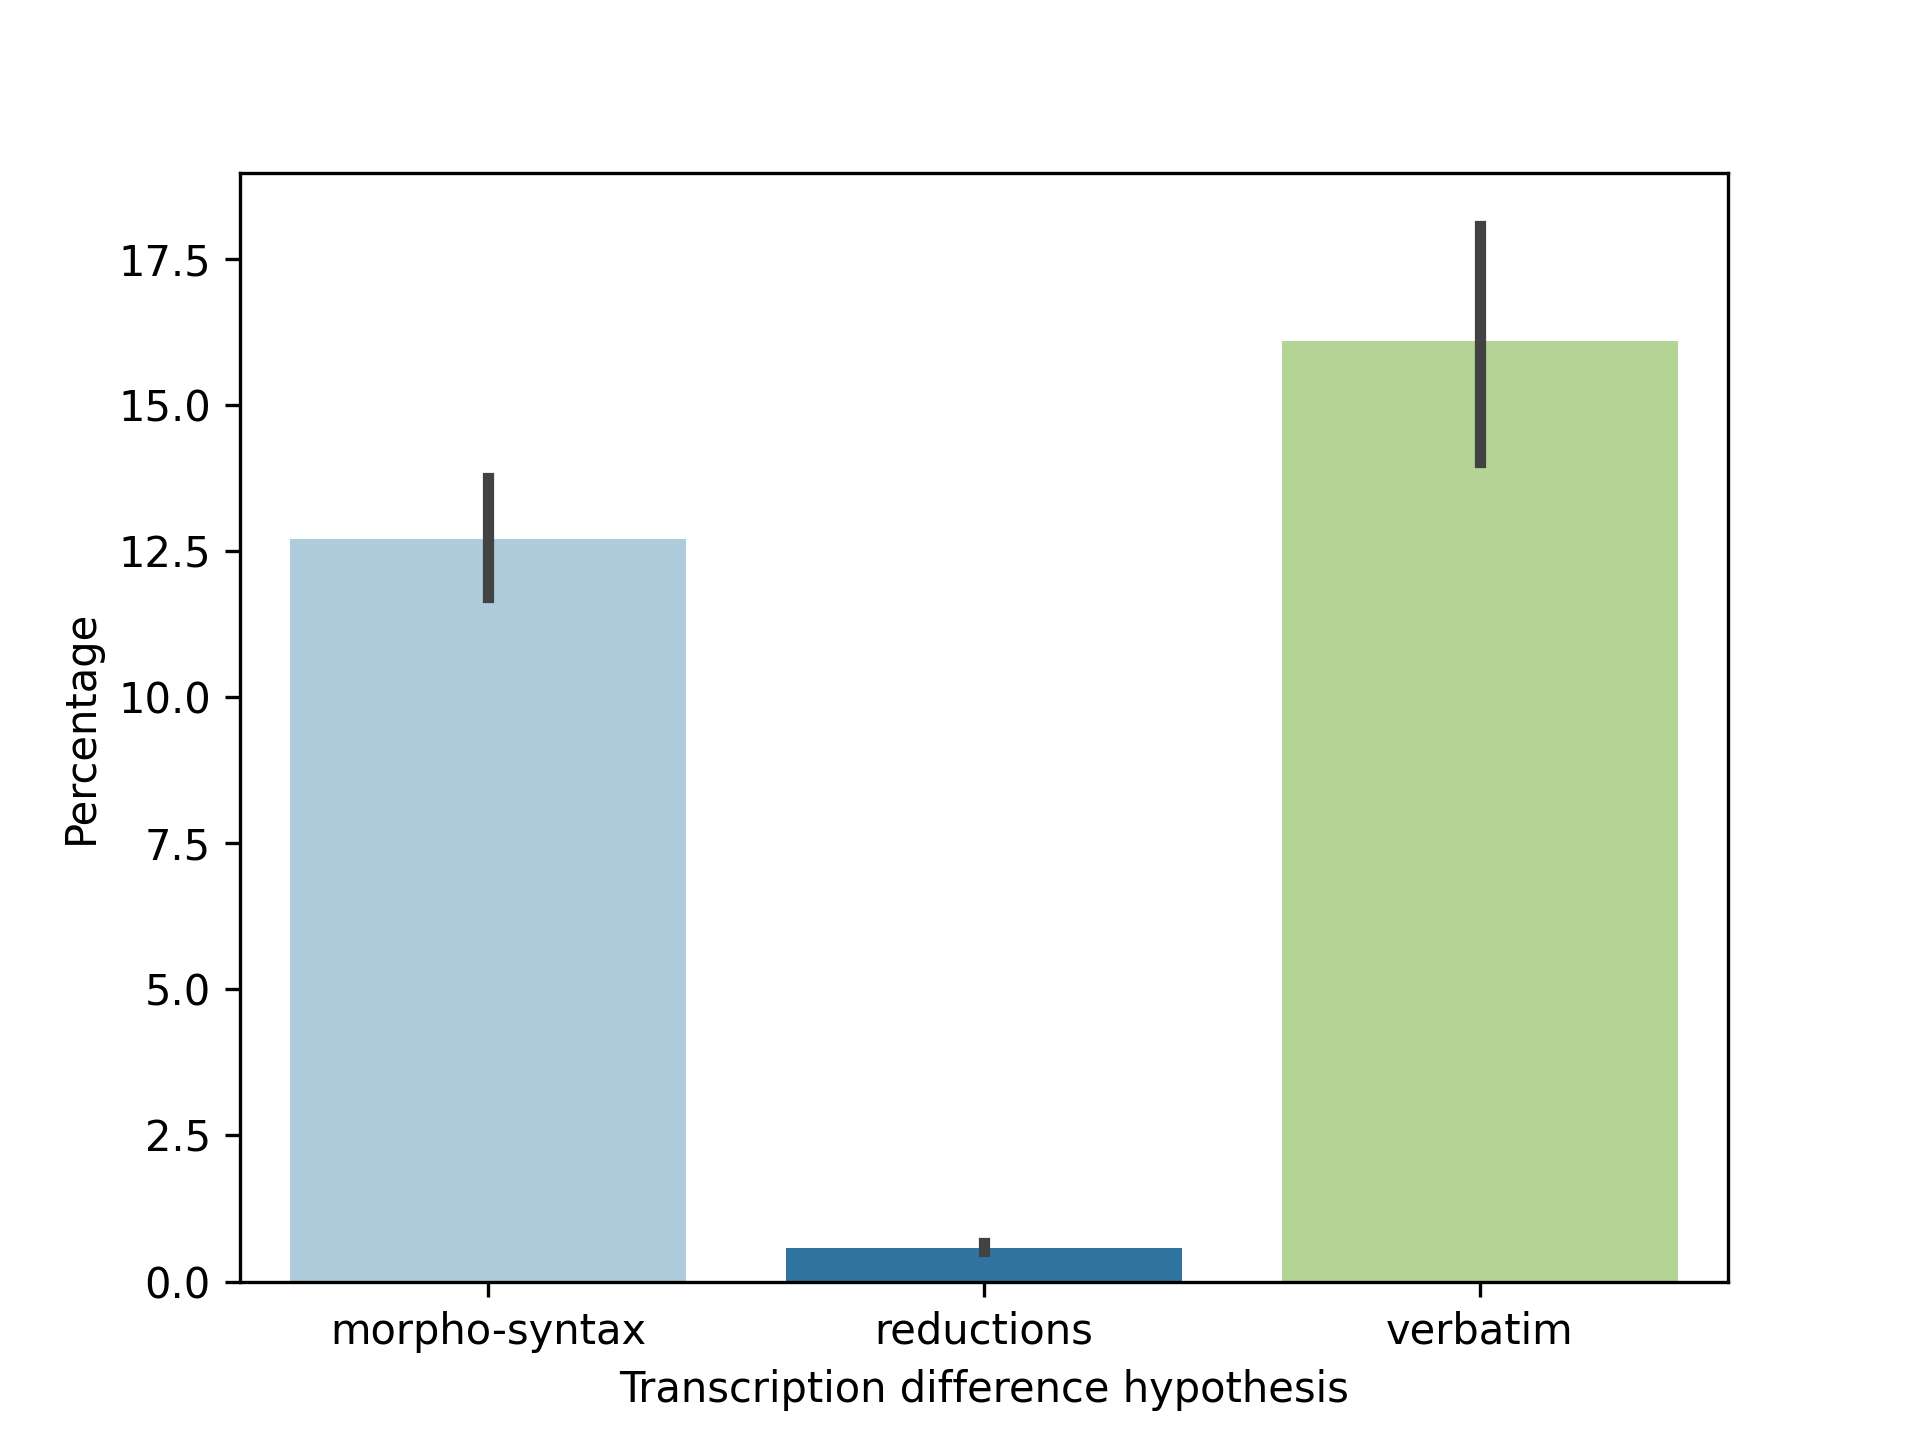 17.5
15.0
12.5
10.0
7.5
5.0
2.5
0.0
Percentage
morpho-syntax reductions verbatim
Transcription difference hypothesis